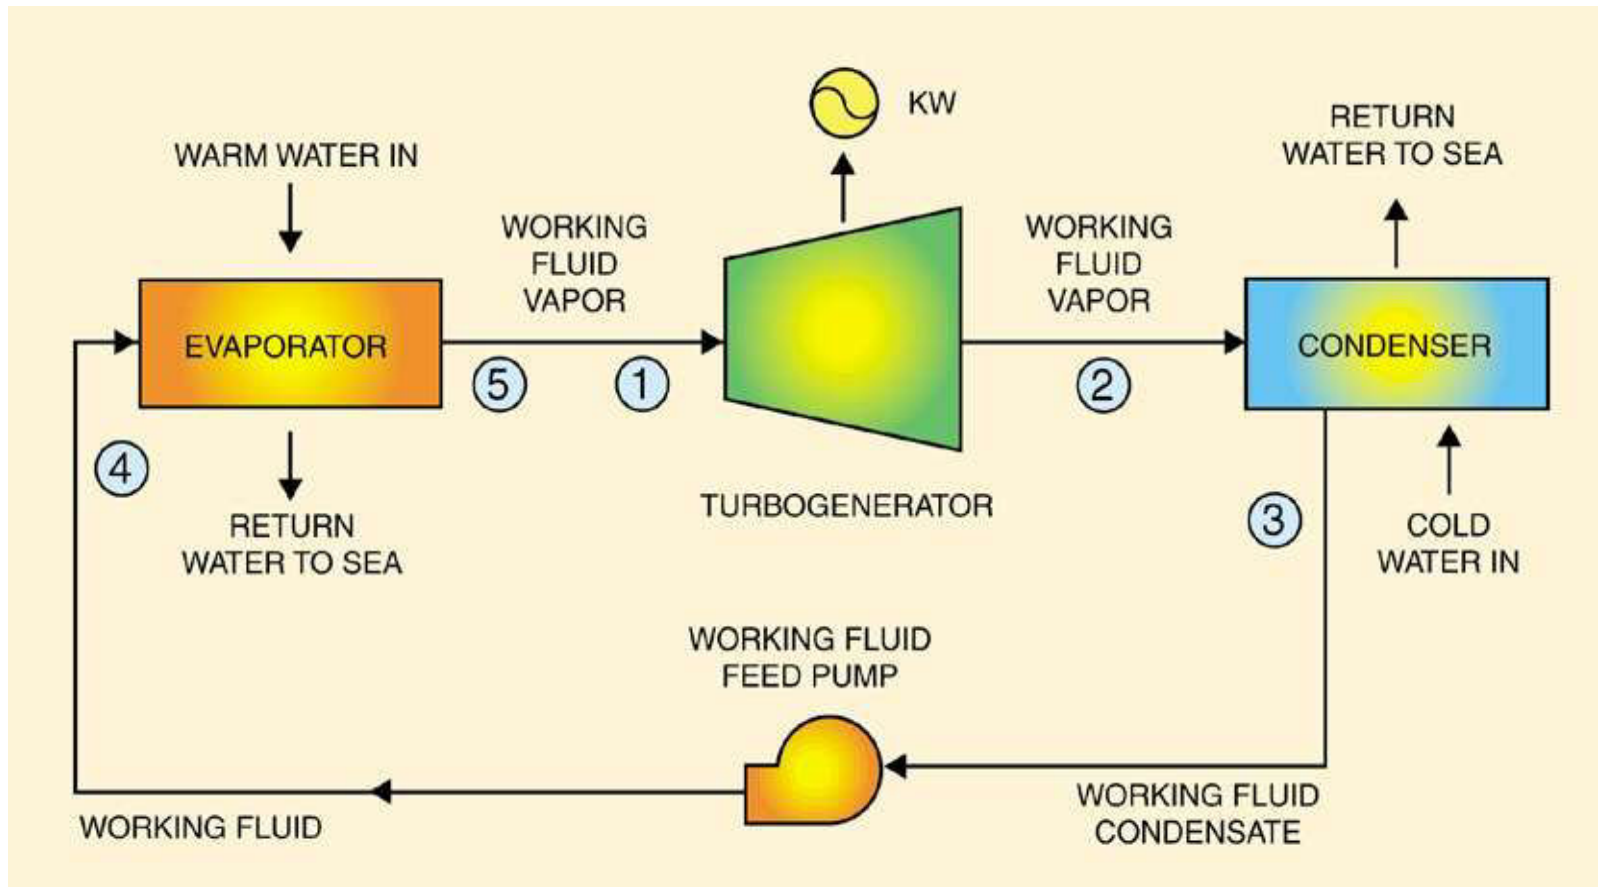 KW
RETURN
WATER TO SEA
WARM WATER IN
WORKING
FLUID
VAPOR
WORKING
FLUID
VAPOR
EVAPORATOR
CONDENSER
5
1
2
4
3
TURBOGENERATOR
RETURN
WATER TO SEA
COLD
WATER IN
WORKING FLUID
FEED PUMP
WORKING FLUID
CONDENSATE
WORKING FLUID